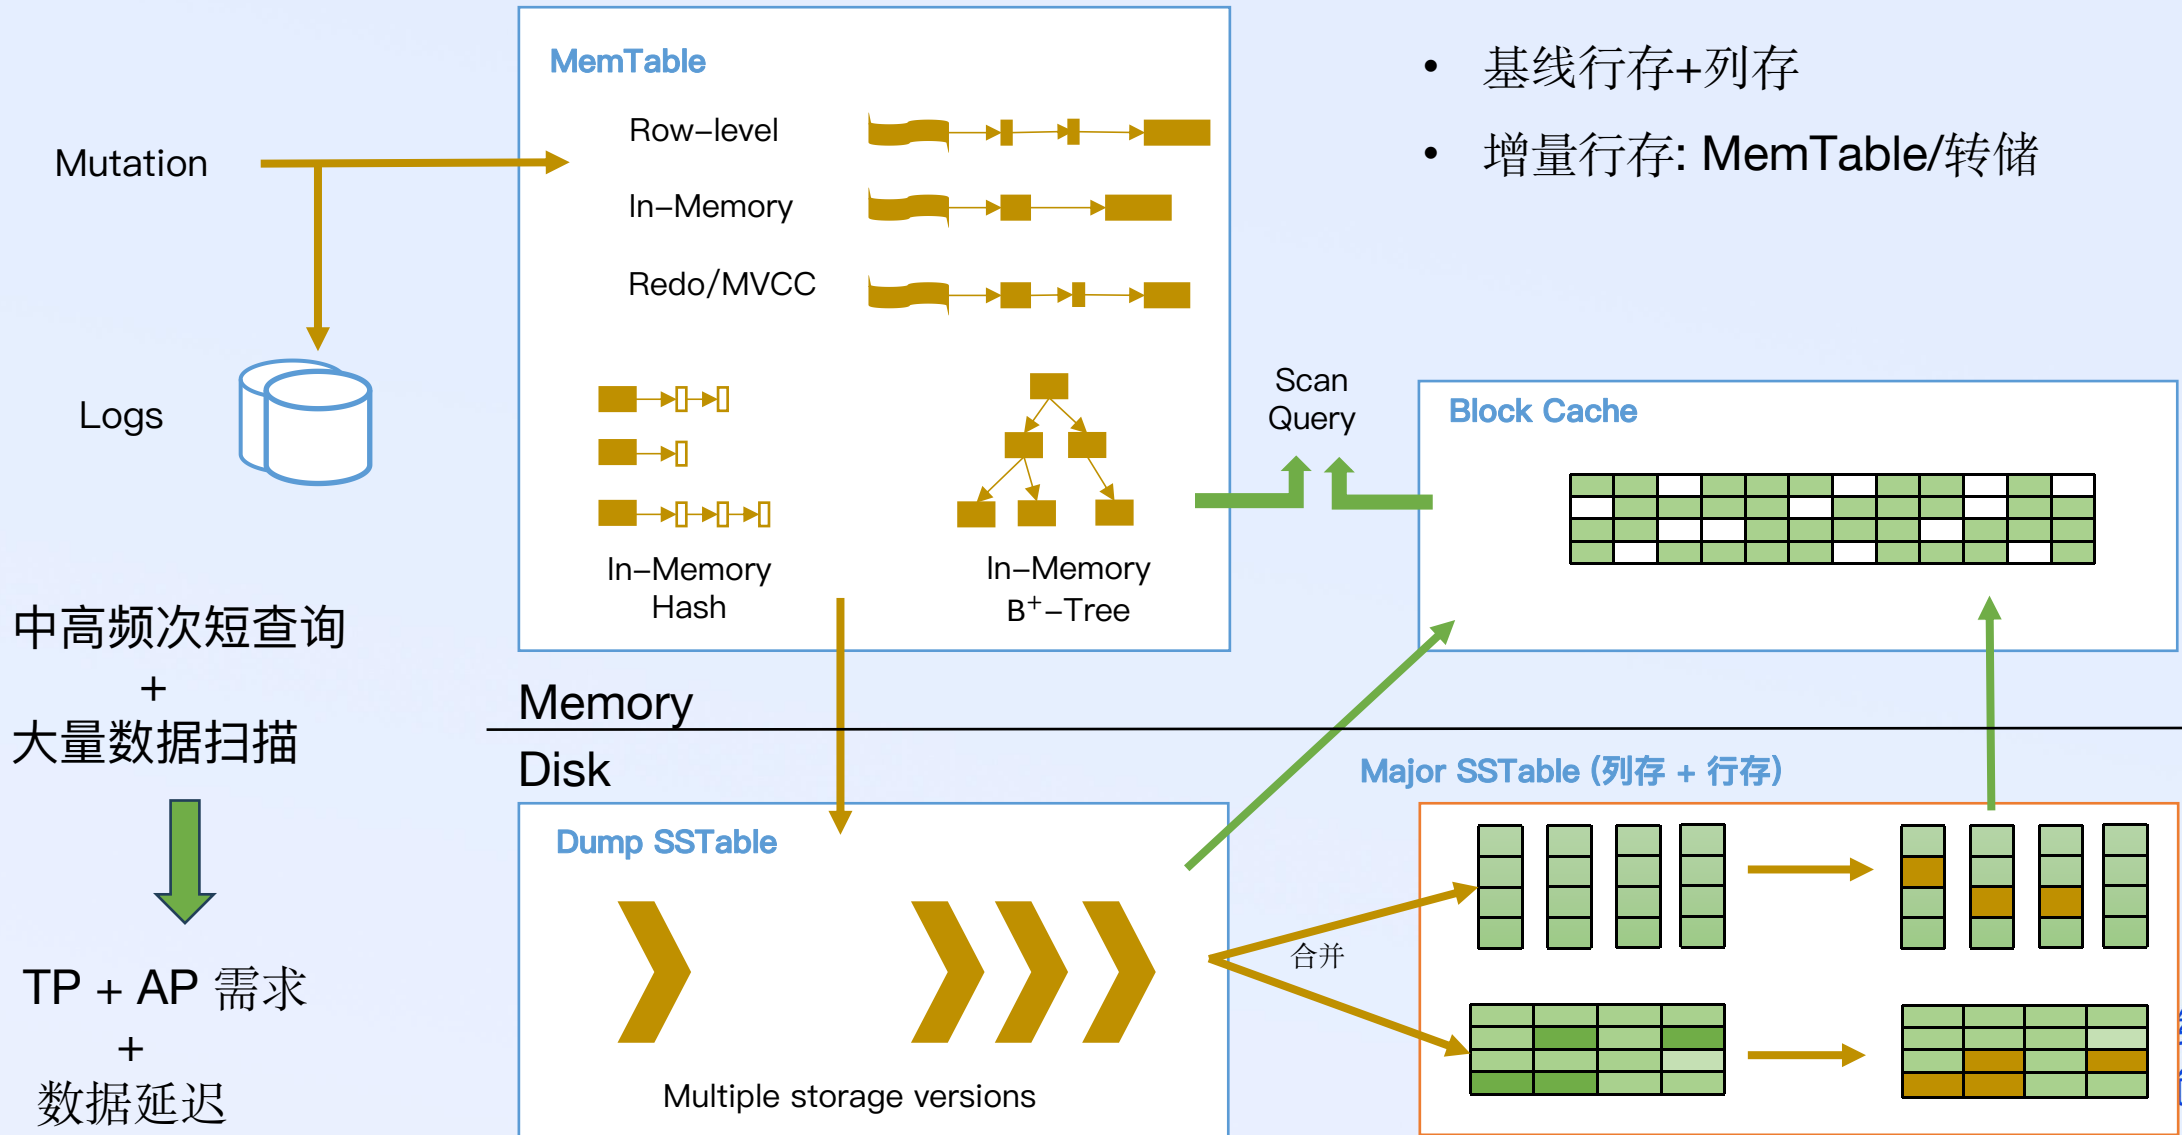 MemTable
Row-level
In-Memory
Redo/MVCC
In-Memory
Hash
In-Memory
B⁺-Tree
• 基线行存+列存
• 增量行存: MemTable/转储
Mutation
Logs
Scan
Query
Block Cache
中高频次短查询
+
大量数据扫描
TP + AP 需求
+
数据延迟
Memory
Disk
Dump SSTable
Multiple storage versions
合并
Major SSTable (列存 + 行存)